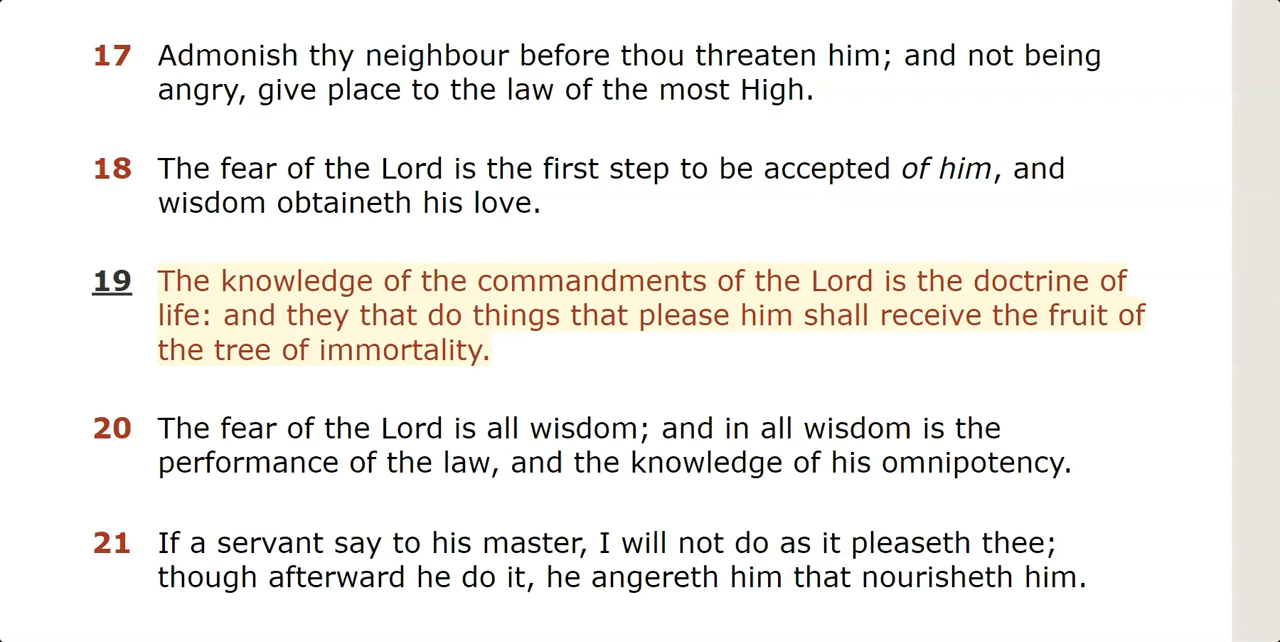 17 Admonish thy neighbour before thou threaten him; and not being
angry, give place to the law of the most High.
18 The fear of the Lord is the first step to be accepted of him, and
wisdom obtaineth his love.
19 The knowledge of the commandments of the Lord is the doctrine of
life: and they that do things that please him shall receive the fruit of
the tree of immortality.
20 The fear of the Lord is all wisdom; and in all wisdom is the
performance of the law, and the knowledge of his omnipotency.
21 If a servant say to his master, I will not do as it pleaseth thee;
though afterward he do it, he angereth him that nourisheth him.